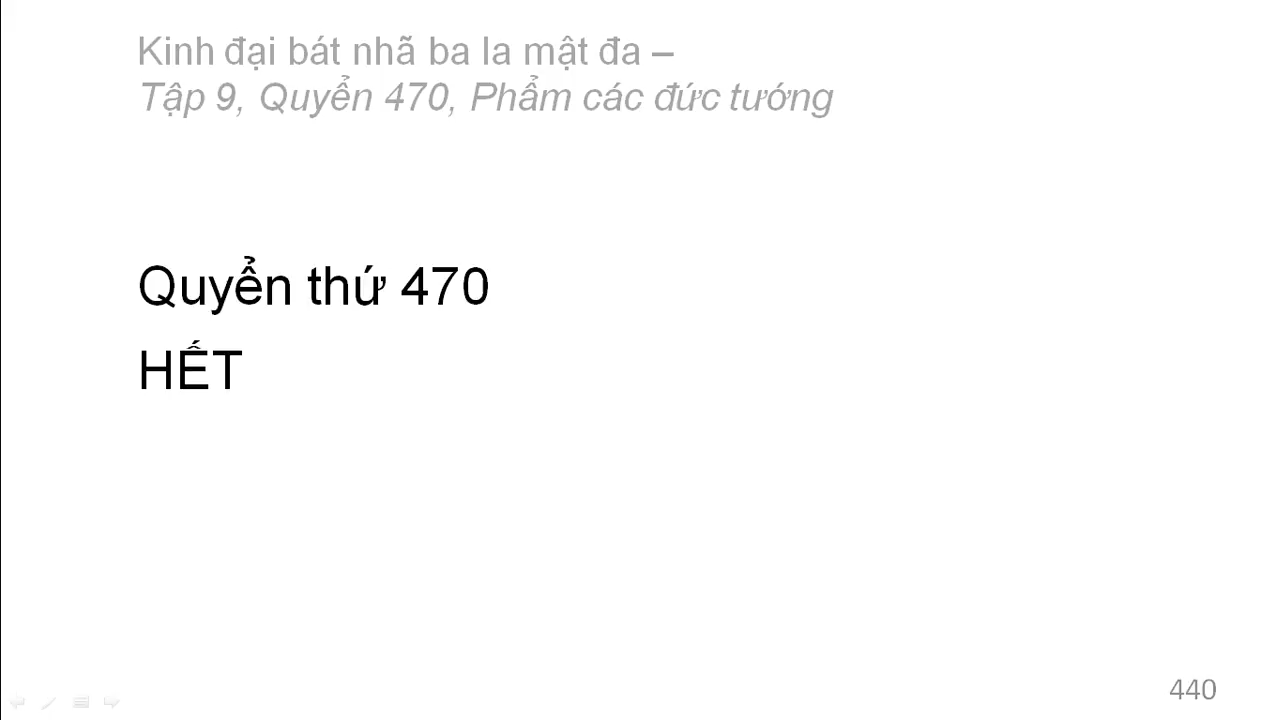 Kinh đại bát nhã ba la mật đa –
Tập 9, Quyển 470, Phẩm các đức tướng
Quyển thứ 470
HẾT
440